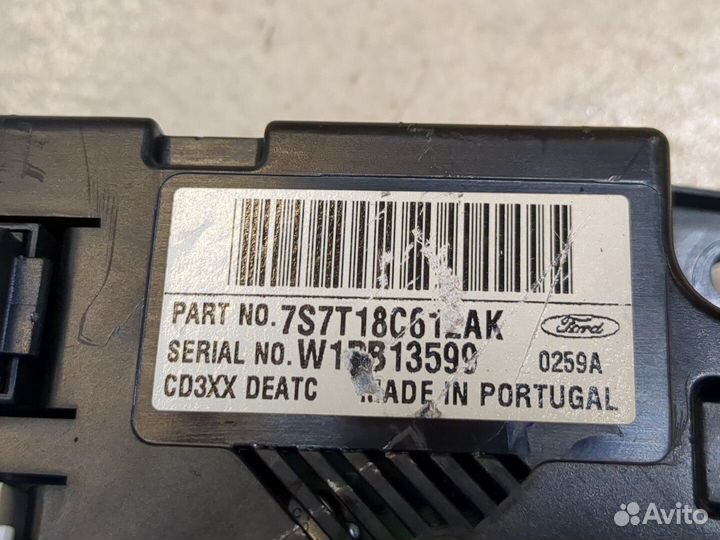 PART NO. 7S7T18C612AK
Ford
SERIAL NO. 
0259A
CD3XX DEATC MADE IN PORTUGAL
Avito